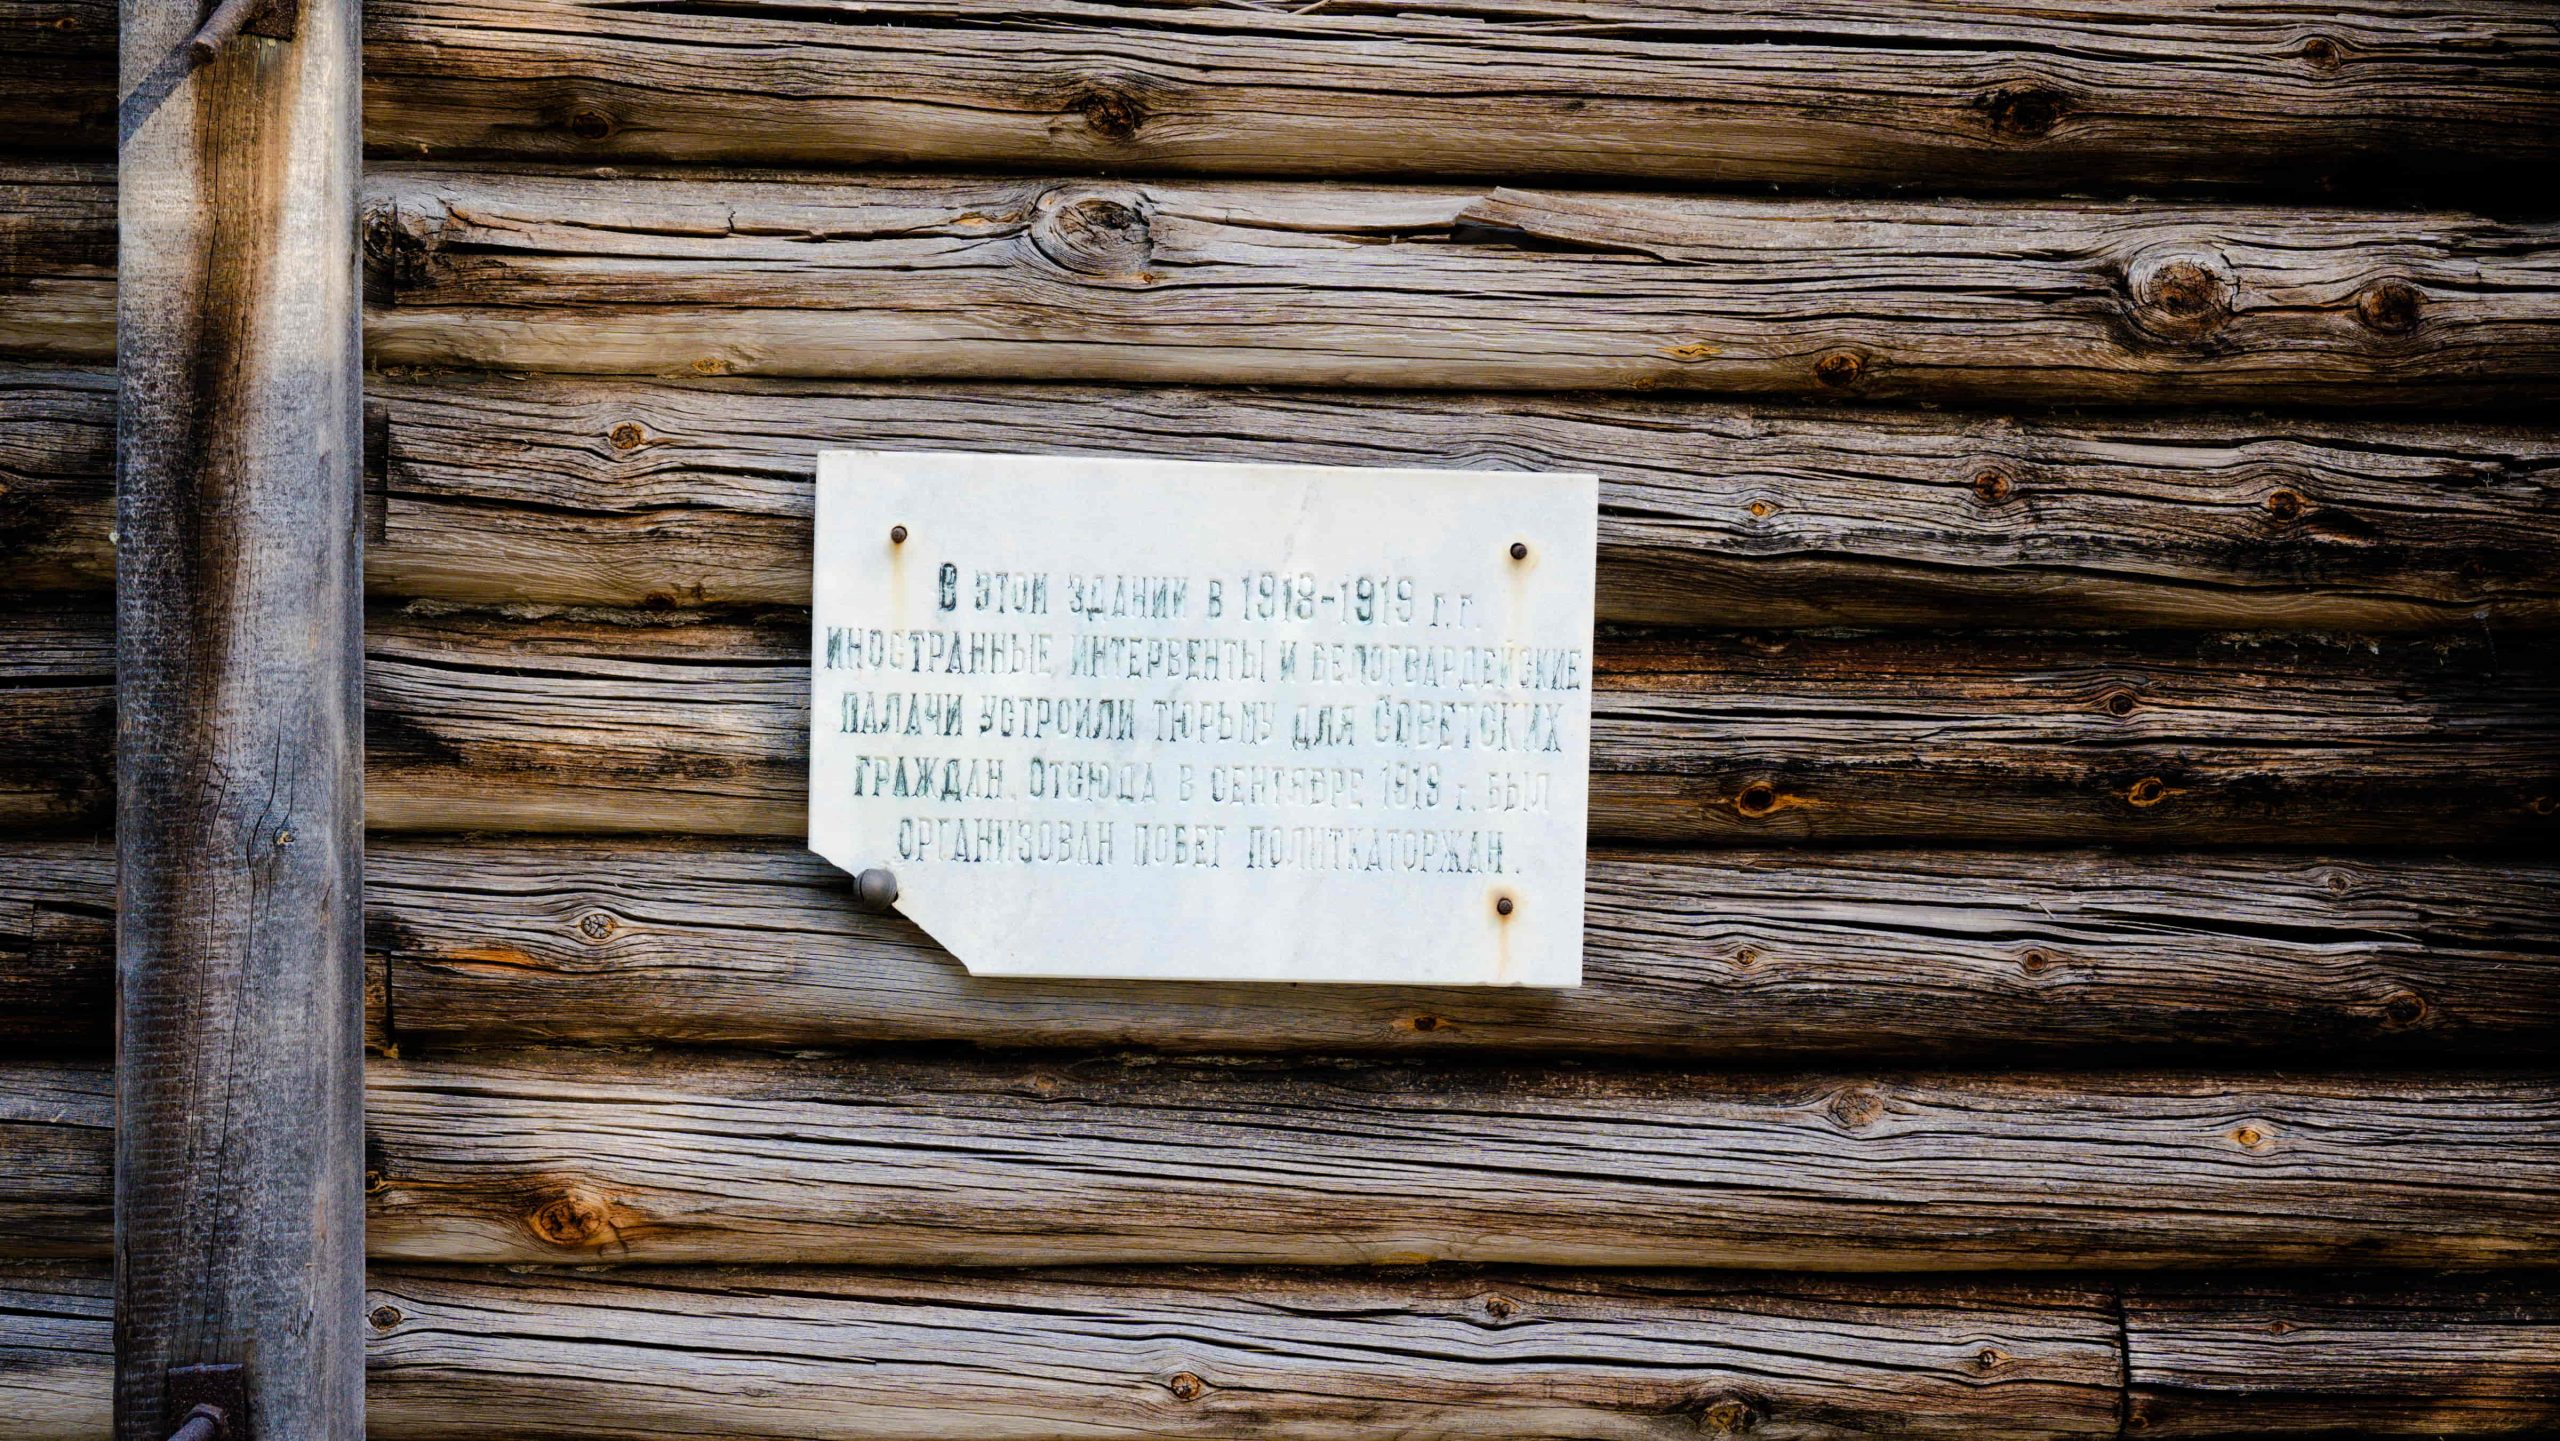 В ЭТОМ ЗДАНИИ В 1918-1919 г.г.
ИНОСТРАННЫЕ ИНТЕРВЕНТЫ И БЕЛОГВАРДЕЙСКИЕ
ПАЛАЧИ УСТРОИЛИ ТЮРЬМУ ДЛЯ СОВЕТСКИХ
ГРАЖДАН. ОТСЮДА В СЕНТЯБРЕ 1919 г. БЫЛ
ОРГАНИЗОВАН ПОБЕГ ПОЛИТКАТОРЖАН.